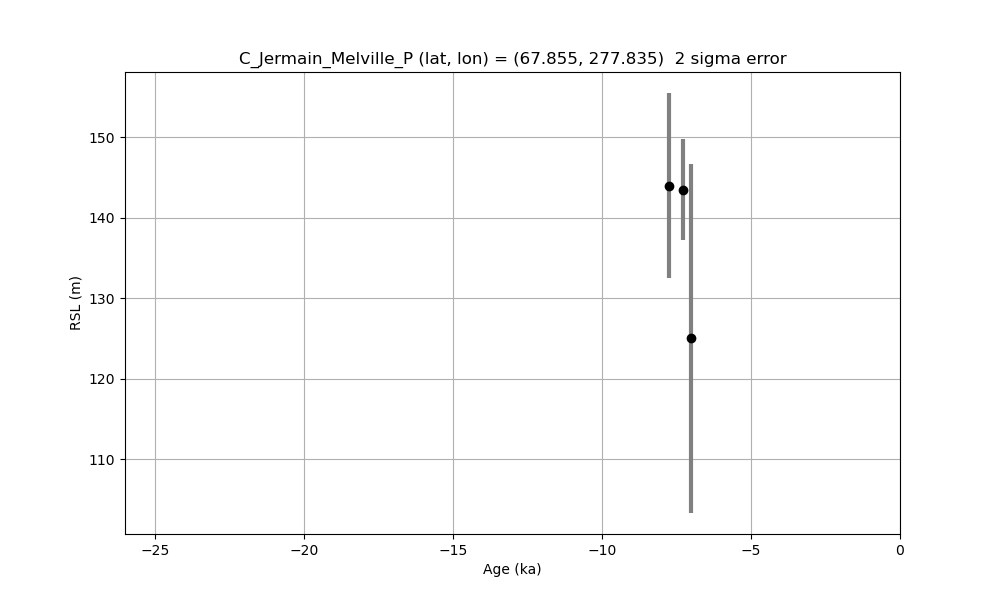 C_Jermain_Melville_P (lat, lon) = (67.855, 277.835)  2 sigma error
RSL (m)
150
140
130
120
110
−25 −20 −15 −10 −5 0
Age (ka)